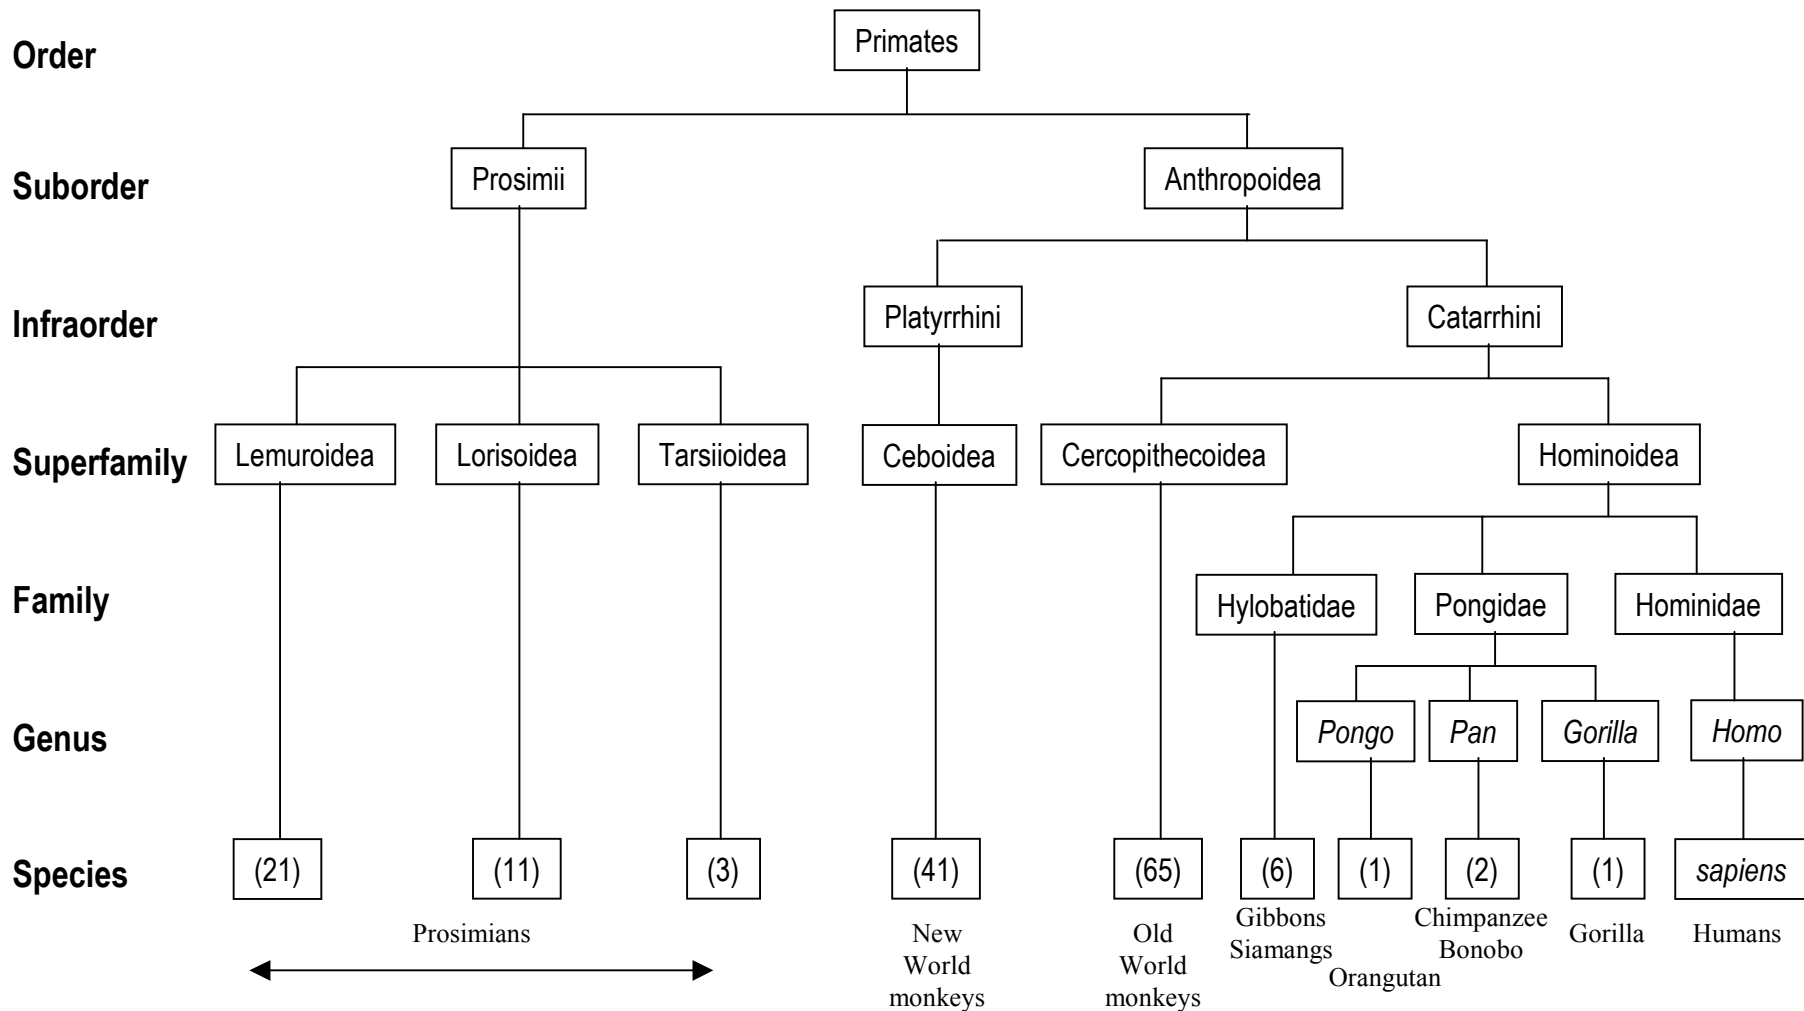 Order
Primates
Suborder
Prosimii
Anthropoidea
Infraorder
Platyrrhini
Catarrhini
Superfamily
Lemuroidea
Lorisoidea
Tarsiioidea
Ceboidea
Cercopithecoidea
Hominoidea
Family
Hylobatidae
Pongidae
Hominidae
Genus
Pongo
Pan
Gorilla
Homo
Species
(21)
(11)
(3)
(41)
(65)
(6)
(1)
(2)
(1)
sapiens
Prosimians
New
World
monkeys
Old
World
monkeys
Gibbons
Siamangs
Orangutan
Chimpanzee
Bonobo
Gorilla
Humans